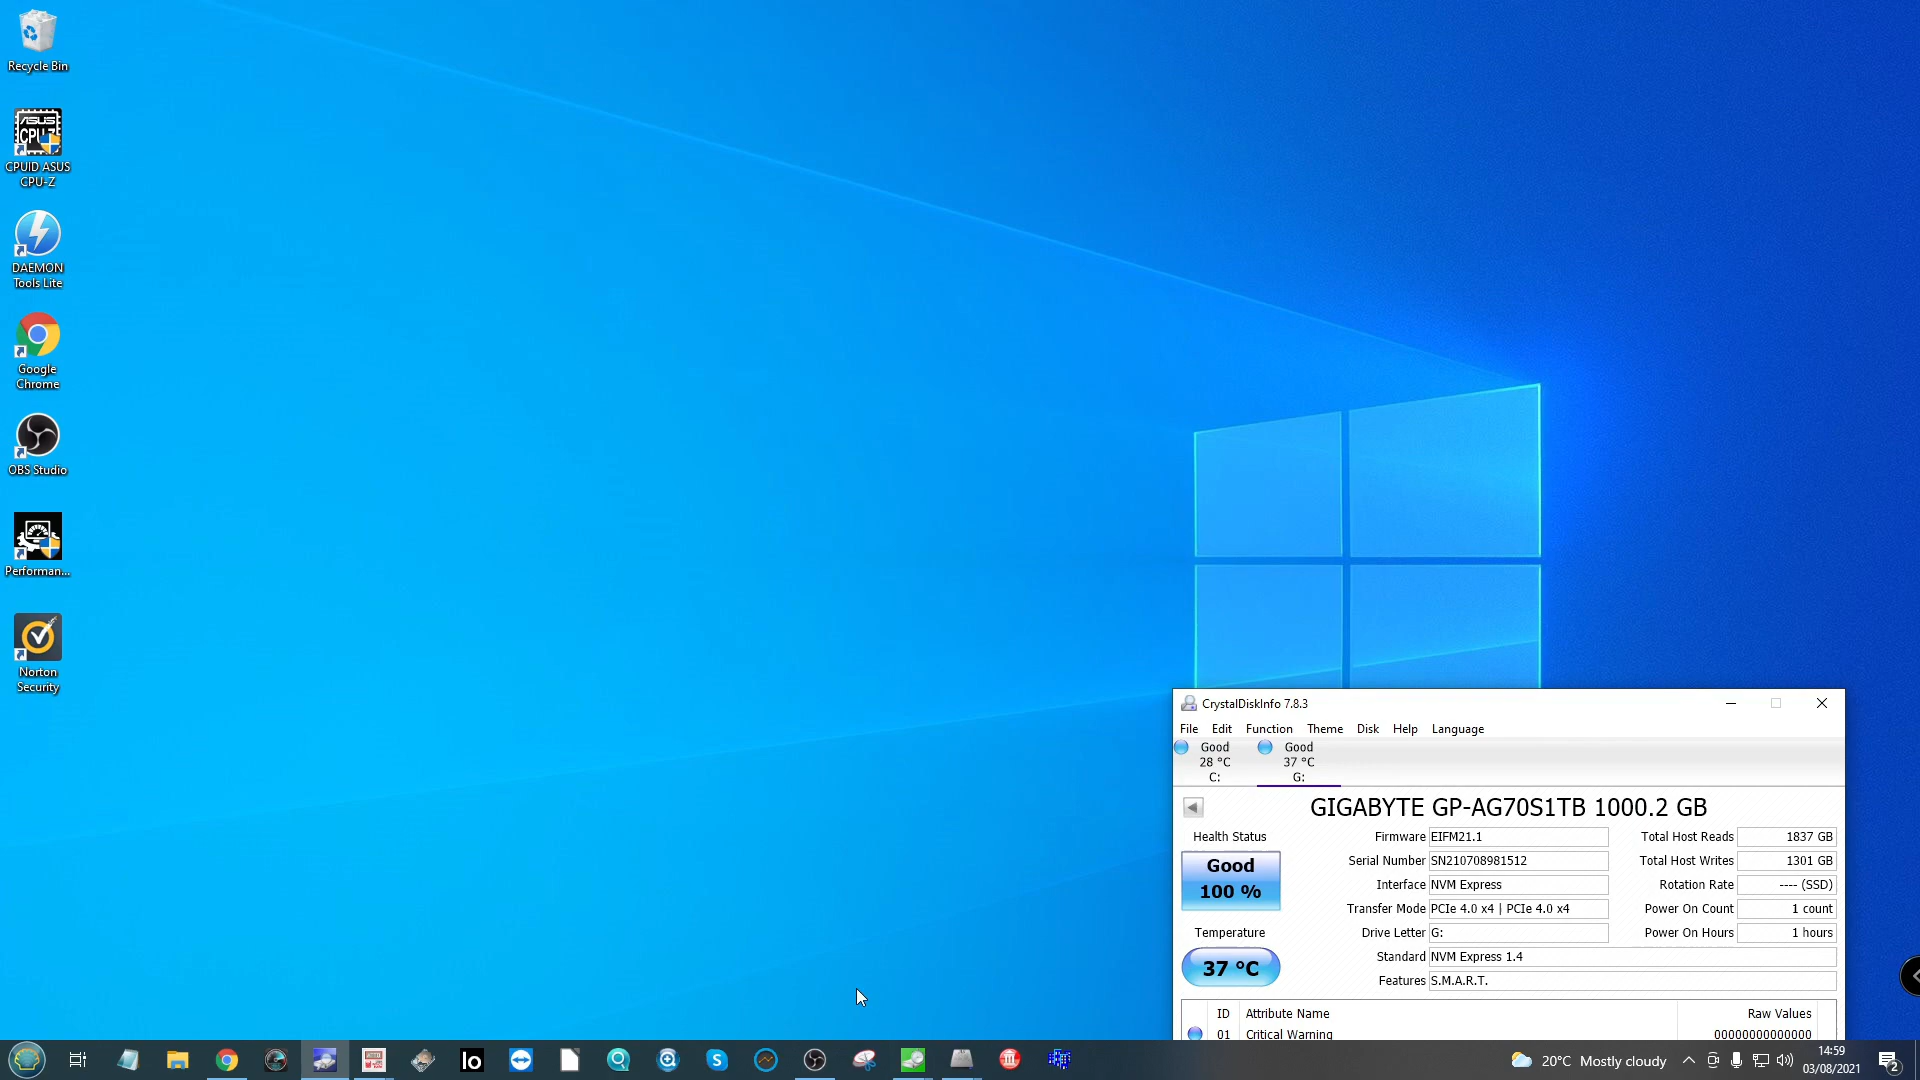 Recycle Bin
ASUS
CPU-Z
CPUID ASUS
CPU-Z
DAEMON
Tools Lite
Google
Chrome
OBS Studio
Performan...
Norton
Security
CrystalDiskInfo 7.8.3
File Edit Function Theme Disk Help Language
Good Good
28 °C 37 °C
C: G:
GIGABYTE GP-AG70S1TB 1000.2 GB
Health Status
Good
100 %
Temperature
37 °C
Firmware EIFM21.1
Serial Number SN210708981512
Interface NVM Express
Transfer Mode PCIe 4.0 x4 | PCIe 4.0 x4
Drive Letter G:
Standard NVM Express 1.4
Features S.M.A.R.T.
Total Host Reads 1837 GB
Total Host Writes 1301 GB
Rotation Rate ---- (SSD)
Power On Count 1 count
Power On Hours 1 hours
ID Attribute Name Raw Values
01 Critical Warning 00000000000000
Io
20°C Mostly cloudy
14:59
03/08/2021
2